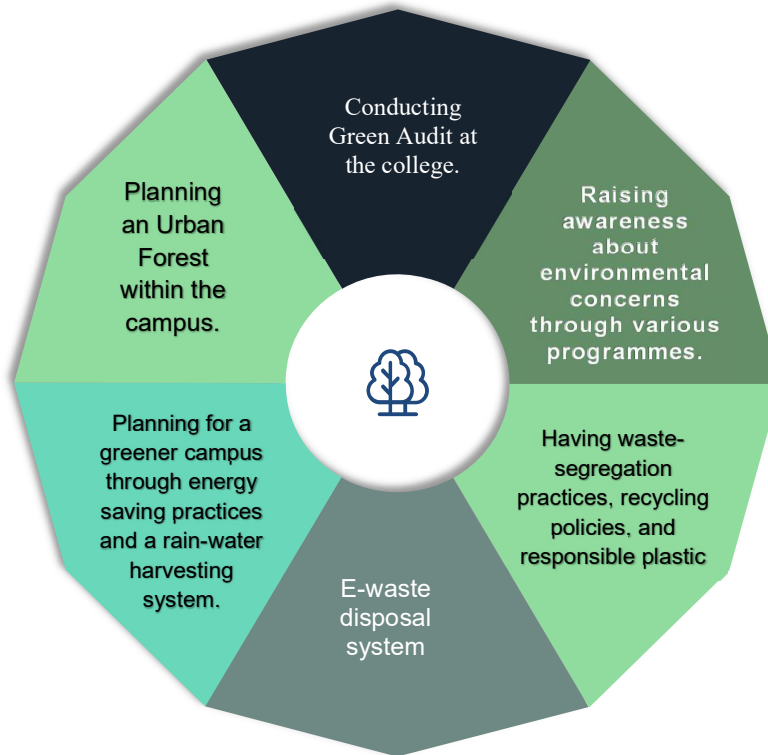 Conducting
Green Audit at
the college.
Raising
awareness
about
environmental
concerns
through various
programmes.
Having waste-
segregation
practices, recycling
policies, and
responsible plastic
E-waste
disposal
system
Planning for a
greener campus
through energy
saving practices
and a rain-water
harvesting
system.
Planning
an Urban
Forest
within the
campus.